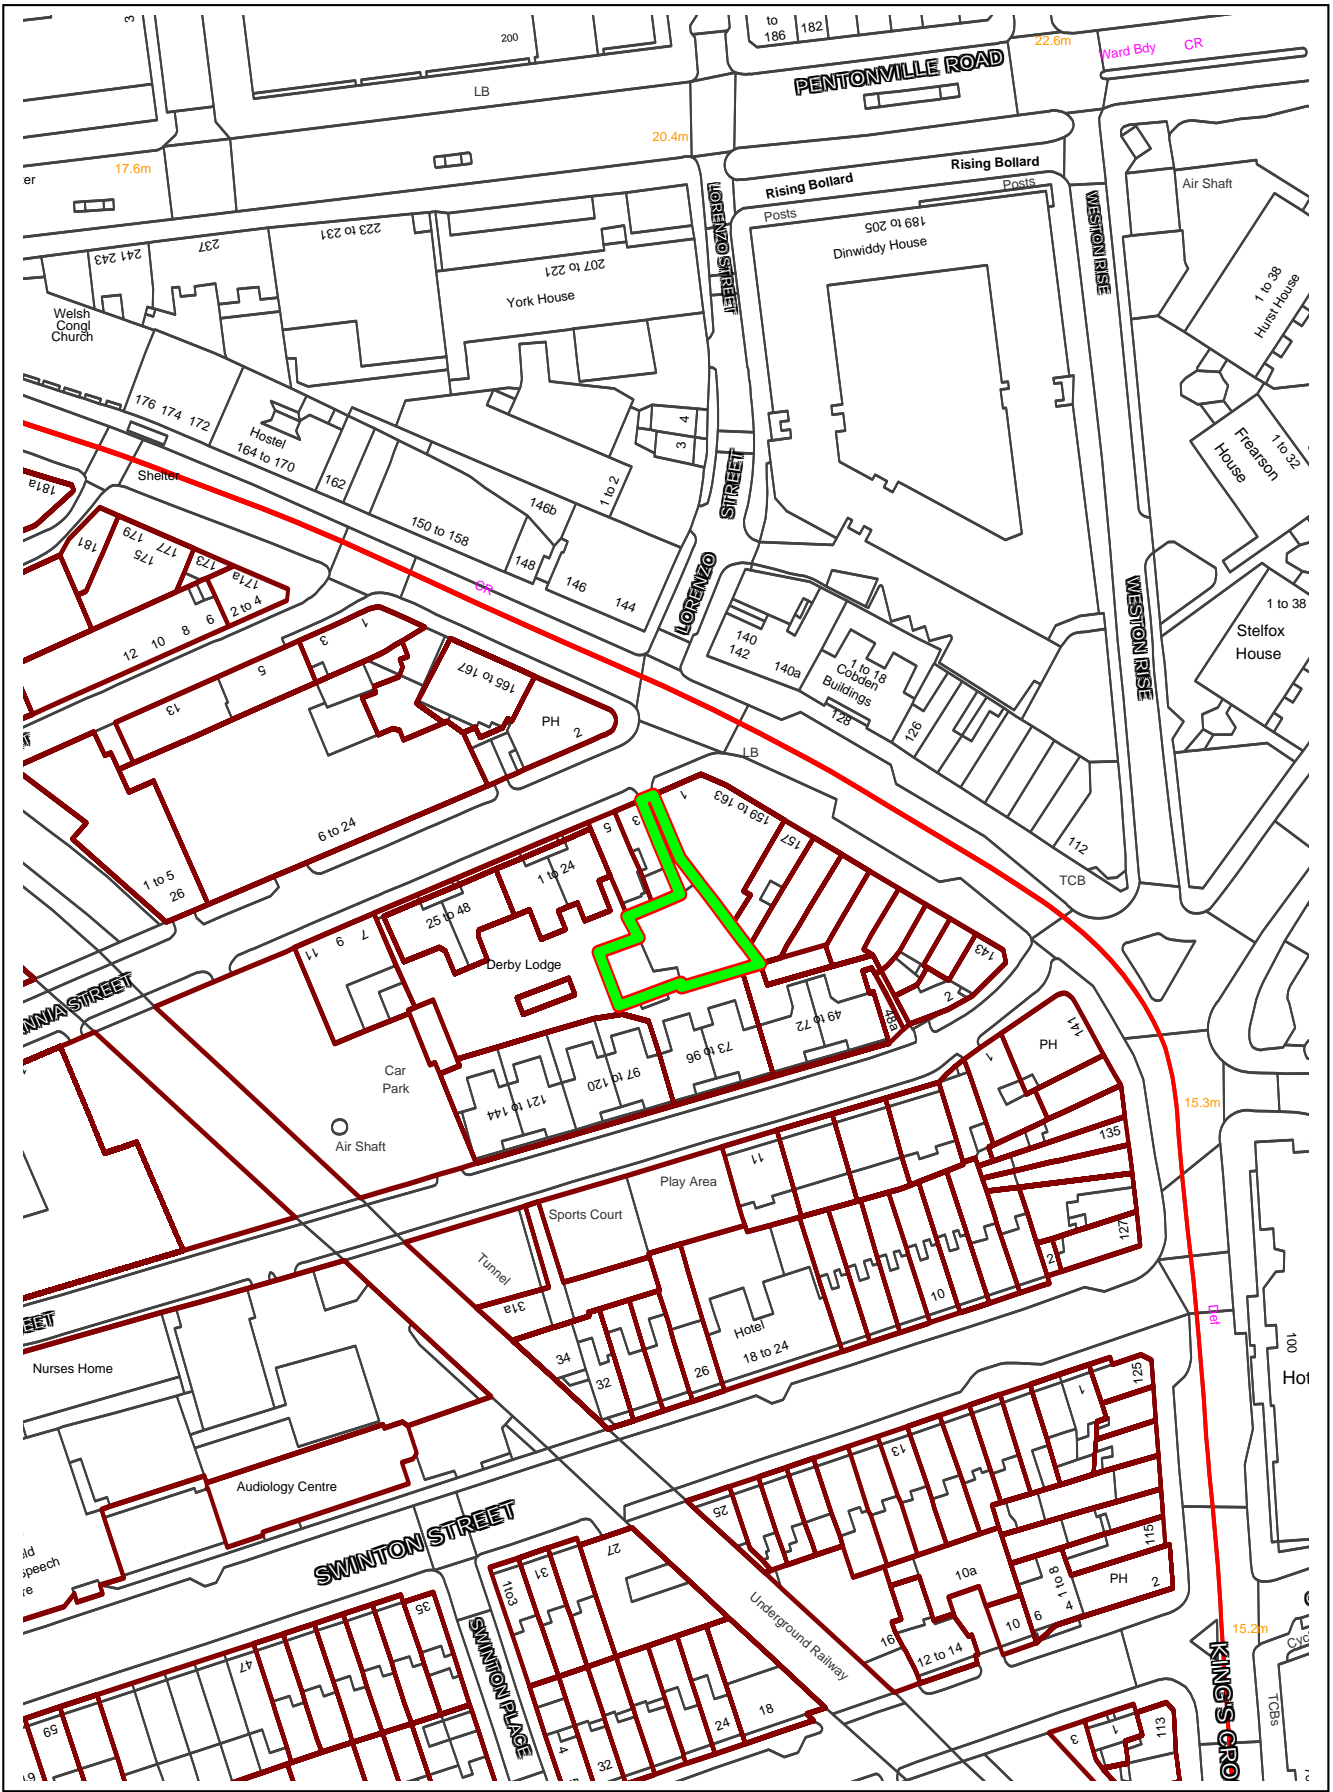 3
200
to
186
182
22.6m
Ward Bdy
CR
PENTONVILLE ROAD
LB
20.4m
17.6m
Rising Bollard
Rising Bollard
Posts
Posts
Air Shaft
LORENZO STREET
WESTON RISE
189 to 205
Dinwiddy House
223 to 231
237
241 243
207 to 221
York House
1 to 38
Hurst House
Welsh
Congl
Church
176 174 172
Hostel
164 to 170
162
4
3
1 to 32
Frearson
House
STREET
Shelter
181a
150 to 158
146b
1 to 2
148
146
144
179
177
175
181
173
171a
2 to 4
CR
LORENZO
WESTON RISE
1 to 38
Stelfox
House
12 10 8 6
1
3
5
13
165 to 167
PH
2
140
142
140a
1 to 18
Cobden
Buildings
128
126
LB
112
TCB
6 to 24
1 to 5
26
1
3
5
159 to 163
157
1 to 24
25 to 48
7
9
11
Derby Lodge
143
2
48a
49 to 72
73 to 96
97 to 120
121 to 144
NNIA STREET
Car
Park
Air Shaft
PH
141
1
15.3m
135
127
11
Play Area
Sports Court
Tunnel
31a
2
10
EET
Hotel
18 to 24
26
34
32
Def
100
Hot
Nurses Home
125
1
13
25
Audiology Centre
SWINTON STREET
peech
115
PH
2
10a
1 to 8
4
6
10
12 to 14
16
27
31
1to3
Underground Railway
35
47
59
SWINTON PLACE
4
32
24
18
15.2m
KING'S CRO
TCBs
113
1
3